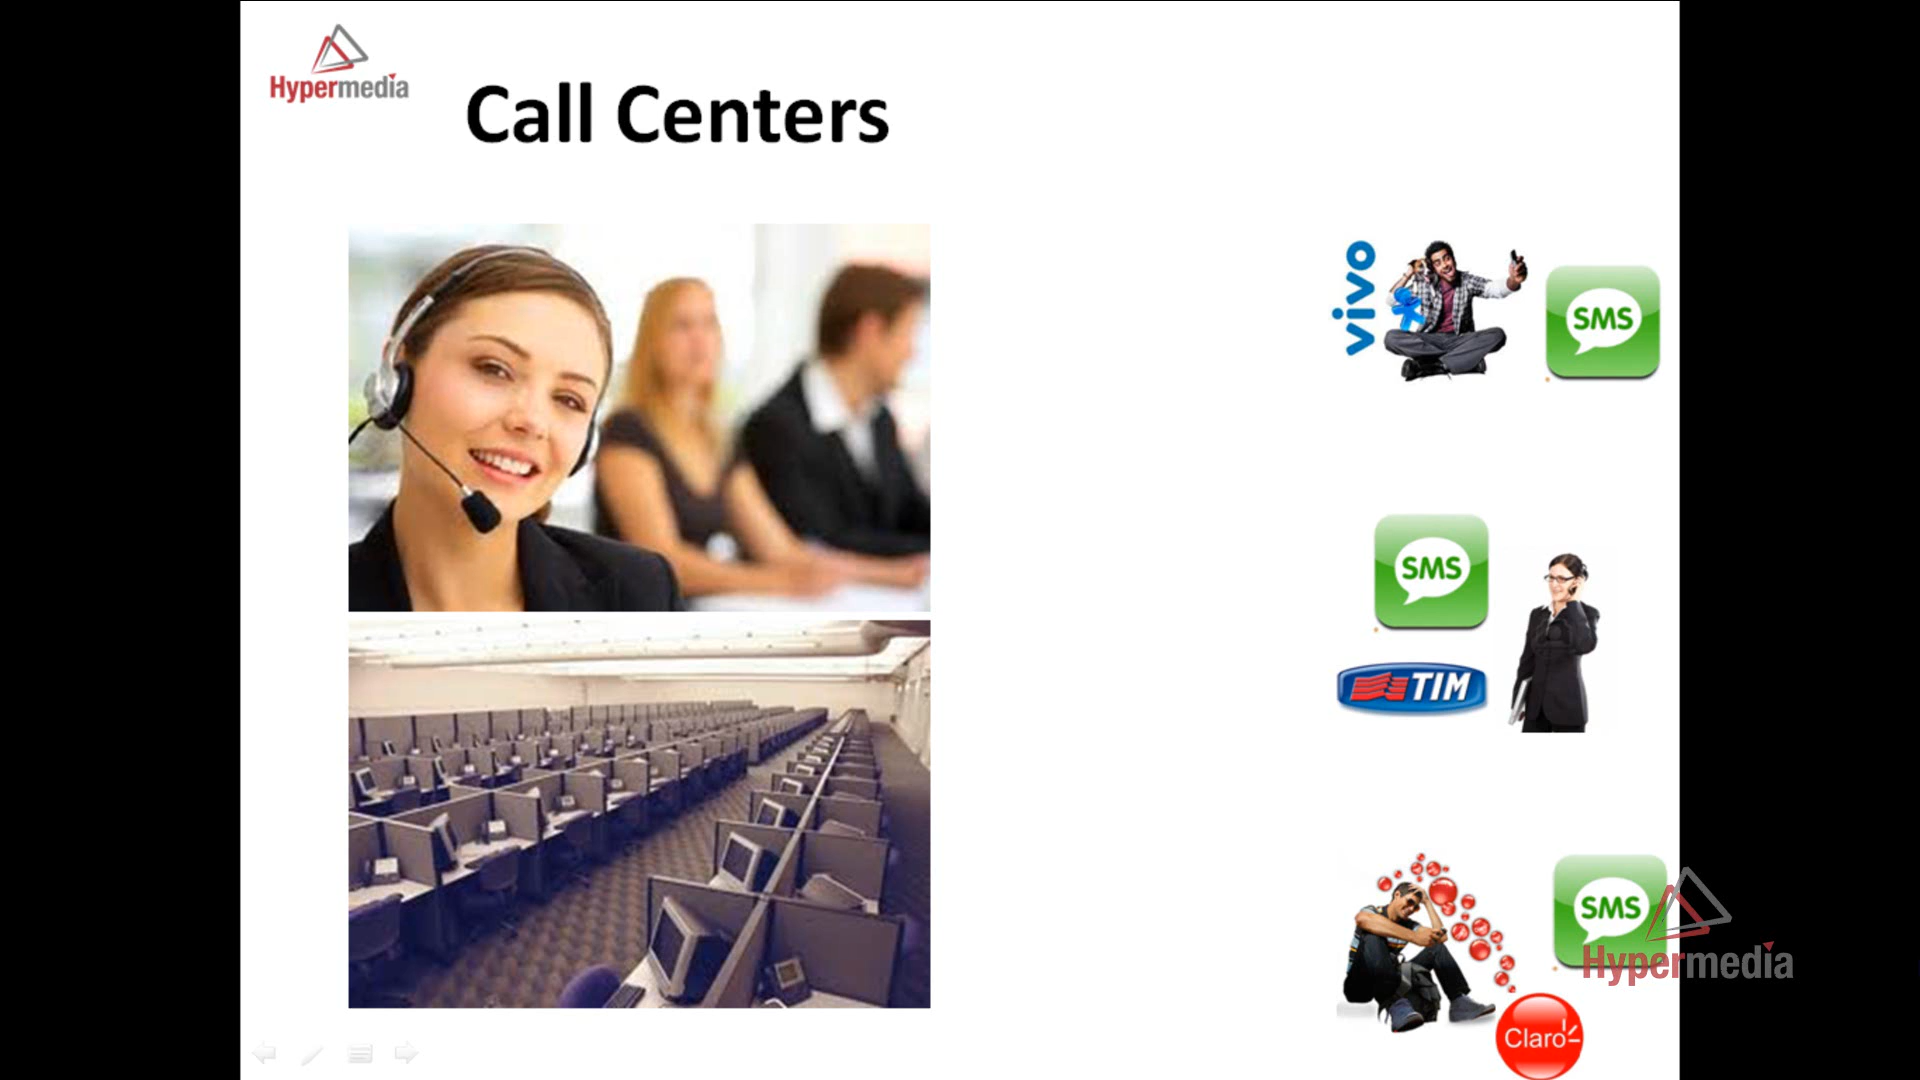 Hypermedia
Call Centers
vivo
SMS
SMS
TIM
SMS
Hypermedia
Claro